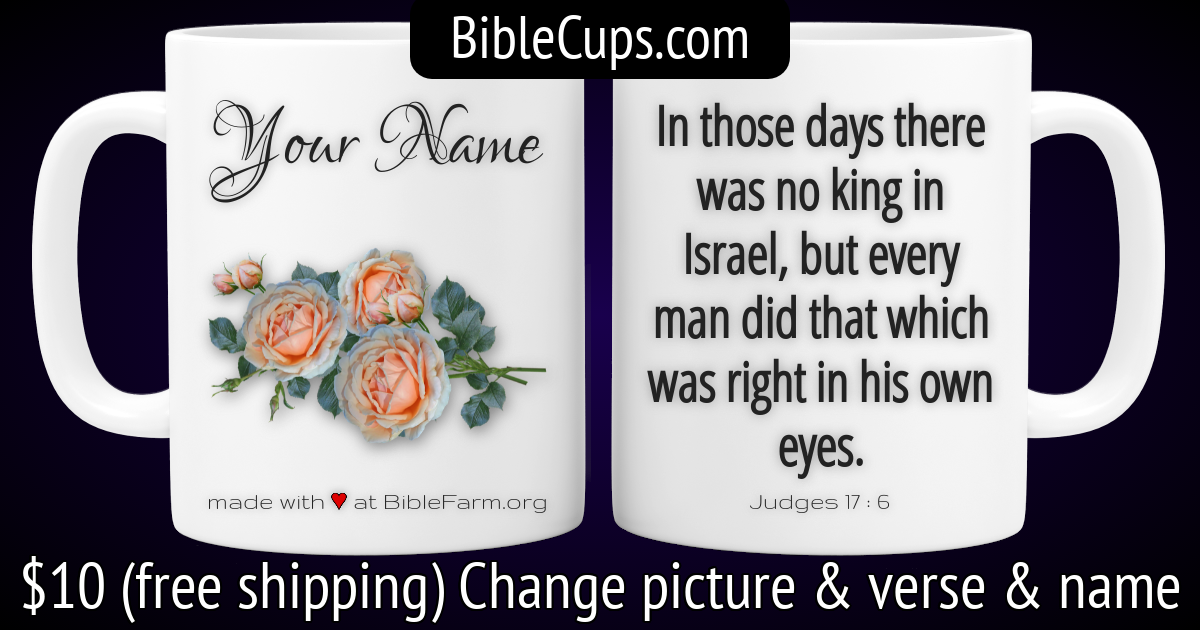 BibleCups.com
Your Name
made with ♥ at BibleFarm.org
In those days there
was no king in
Israel, but every
man did that which
was right in his own
eyes.
Judges 17 : 6
$10 (free shipping) Change picture & verse & name